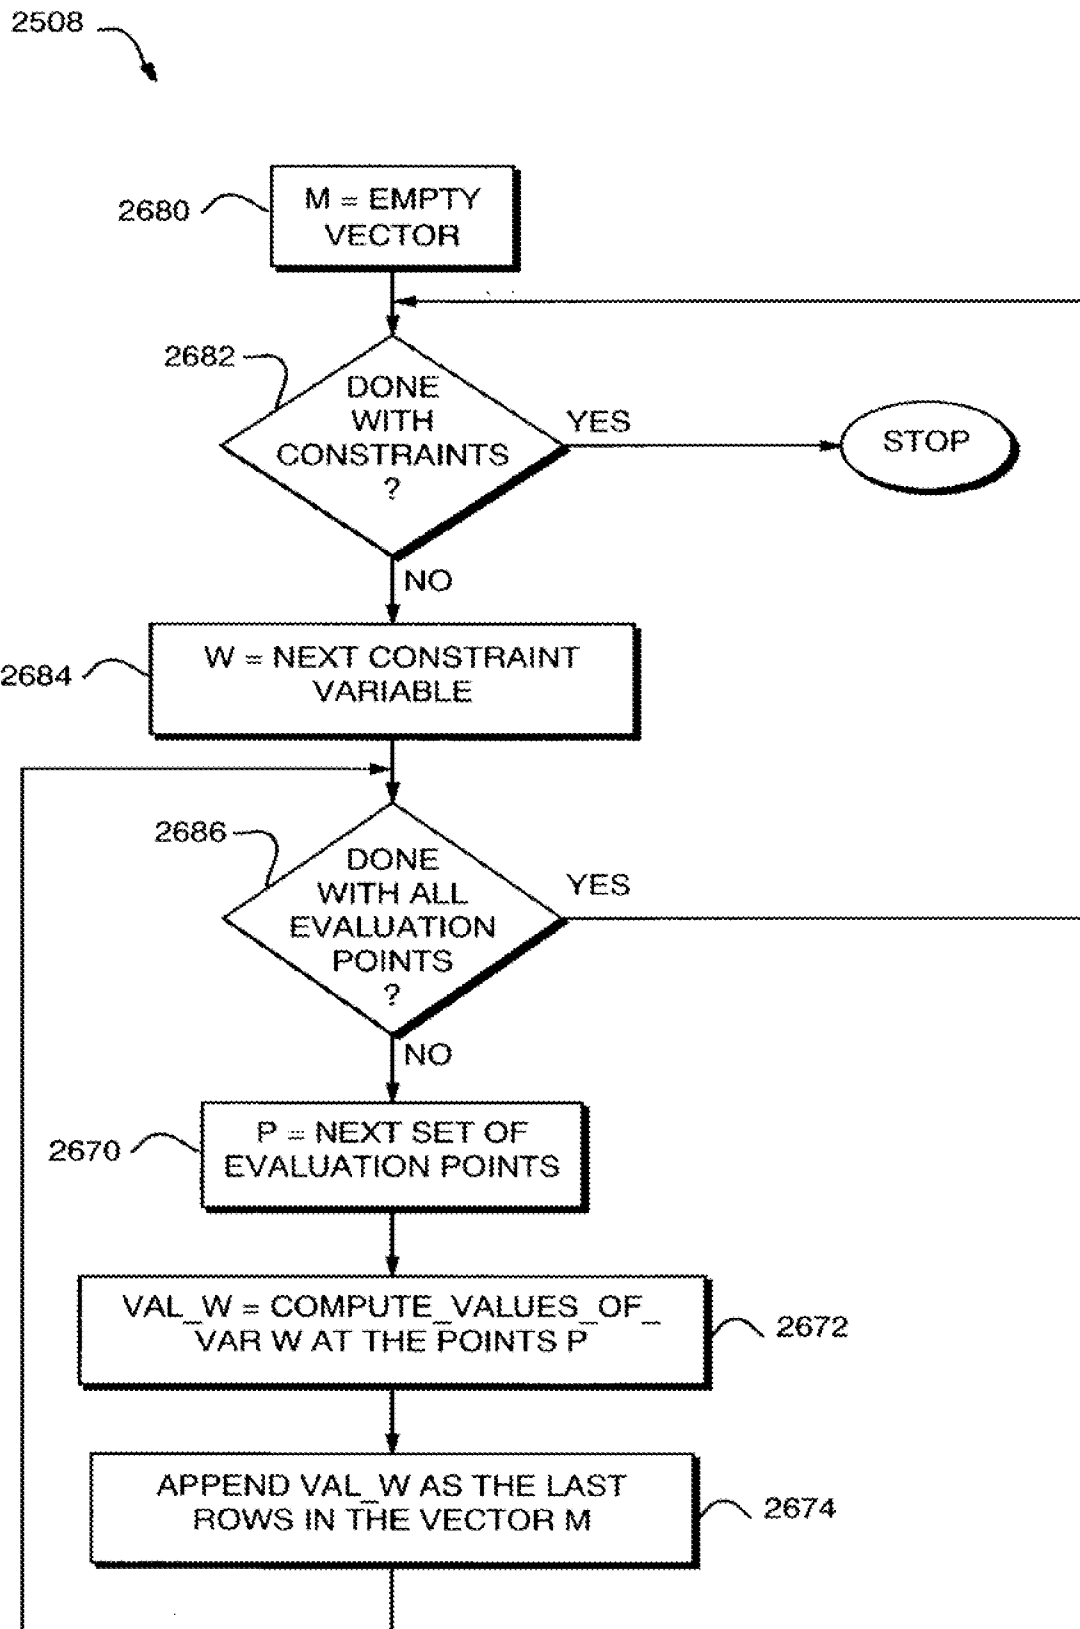 2508
2680
M = EMPTY
VECTOR
2682
DONE
WITH
CONSTRAINTS
?
YES
STOP
NO
2684
W = NEXT CONSTRAINT
VARIABLE
2686
DONE
WITH ALL
EVALUATION
POINTS
?
YES
NO
2670
P = NEXT SET OF
EVALUATION POINTS
VAL_W = COMPUTE_VALUES_OF_
VAR W AT THE POINTS P
2672
APPEND VAL_W AS THE LAST
ROWS IN THE VECTOR M
2674